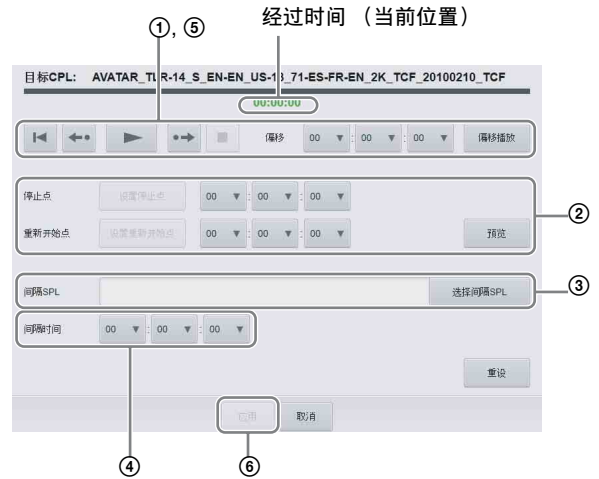 经过时间 （当前位置）
①, ⑤
目标CPL: AVATAR_TLR-14_S_EN-EN_US-13_71-ES-FR-EN_2K_TCF_20100210_TCF
00:00:00
偏移 00 : 00 : 00 偏移播放
停止点 设置停止点 00 : 00 : 00
②
重新开始点 设置重新开始点 00 : 00 : 00 预览
间隔SPL 选择间隔SPL
③
间隔时间 00 : 00 : 00
重设
应用 取消
④ ⑥